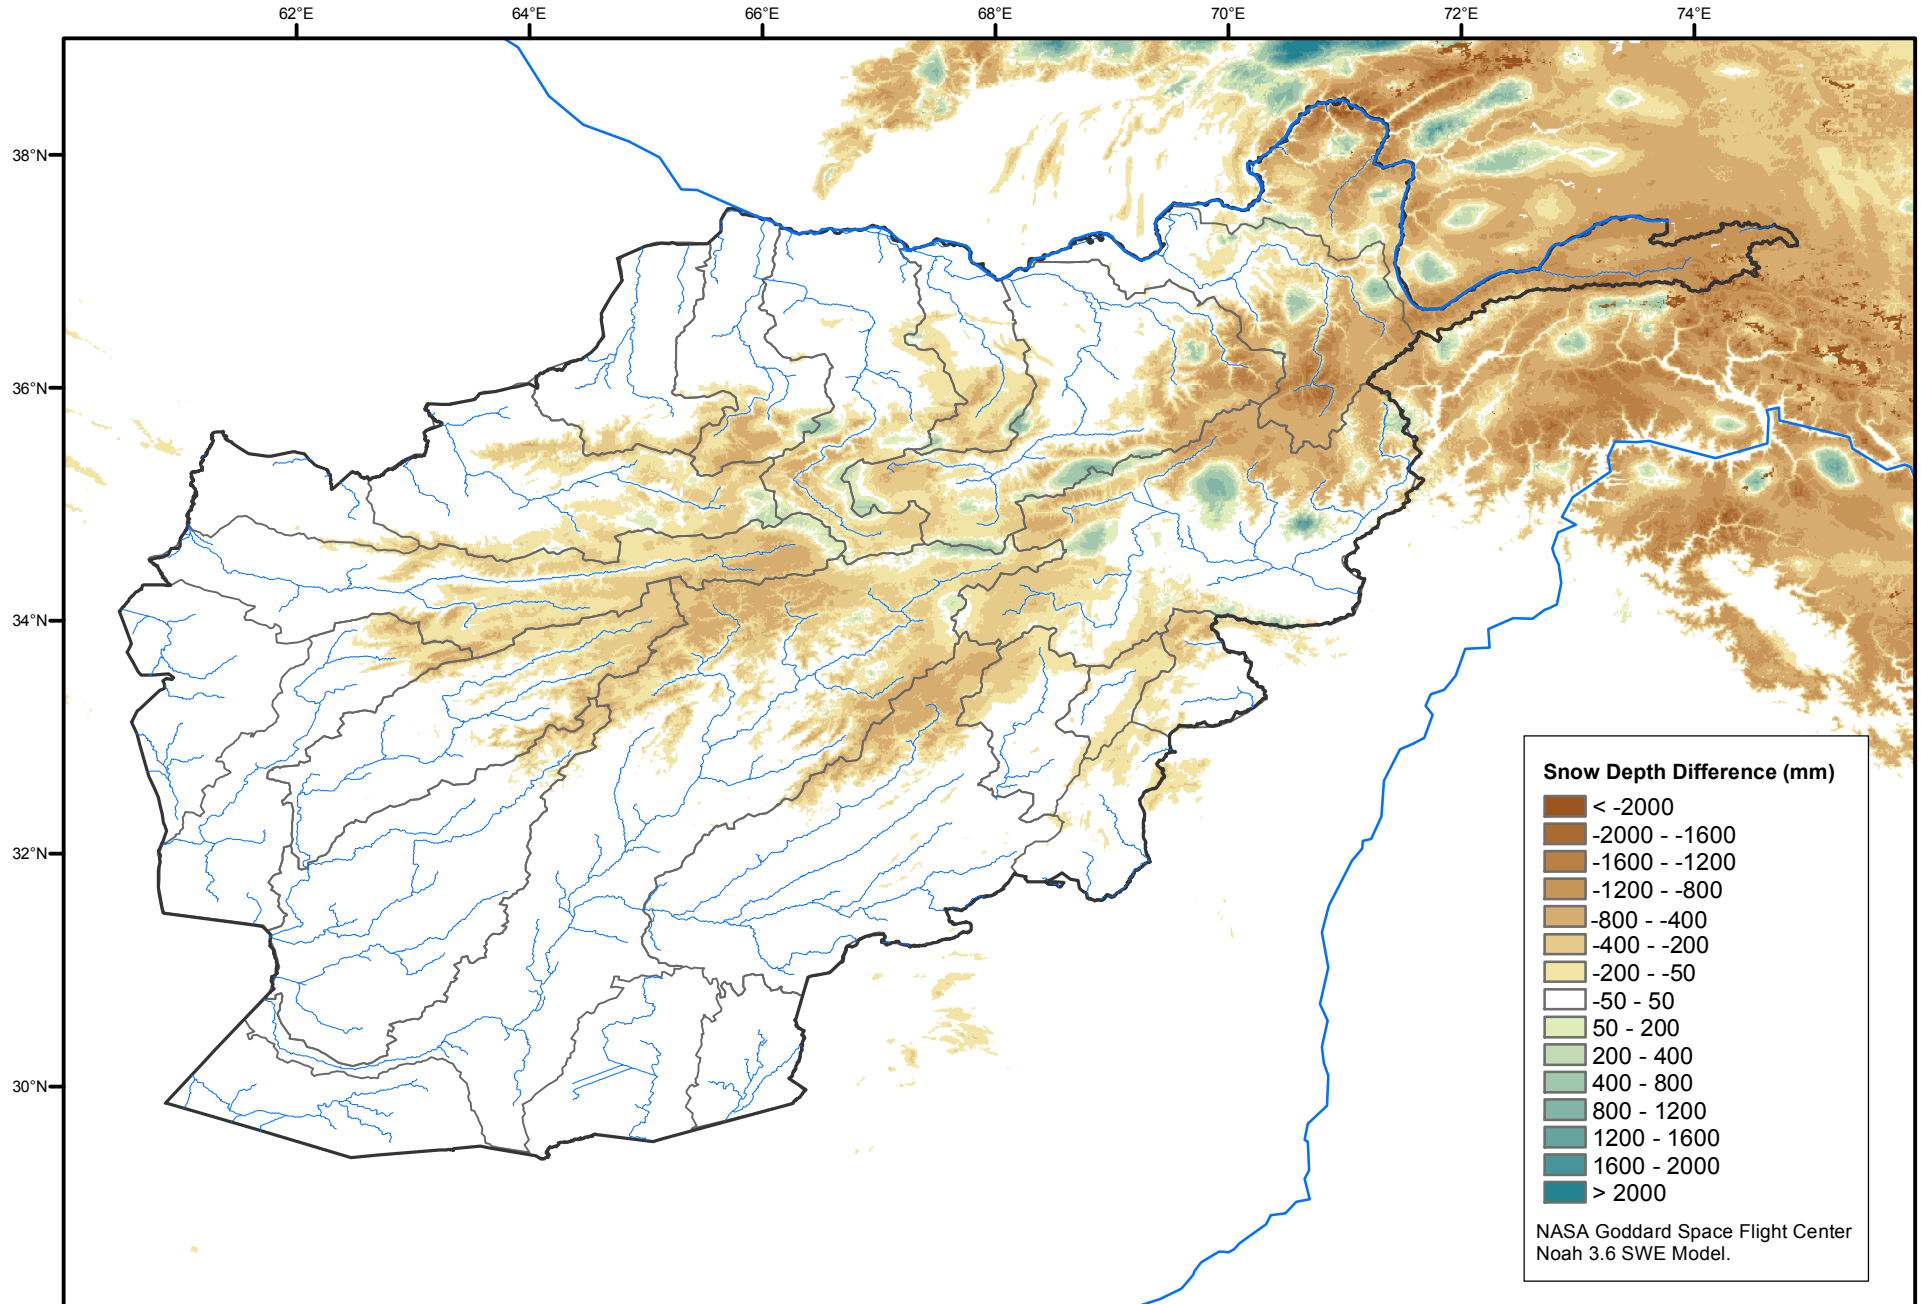 62°E 64°E 66°E 68°E 70°E 72°E 74°E
38°N
36°N
34°N
32°N
30°N
Snow Depth Difference (mm)
< -2000
-2000 - -1600
-1600 - -1200
-1200 - -800
-800 - -400
-400 - -200
-200 - -50
-50 - 50
50 - 200
200 - 400
400 - 800
800 - 1200
1200 - 1600
1600 - 2000
> 2000
NASA Goddard Space Flight Center
Noah 3.6 SWE Model.